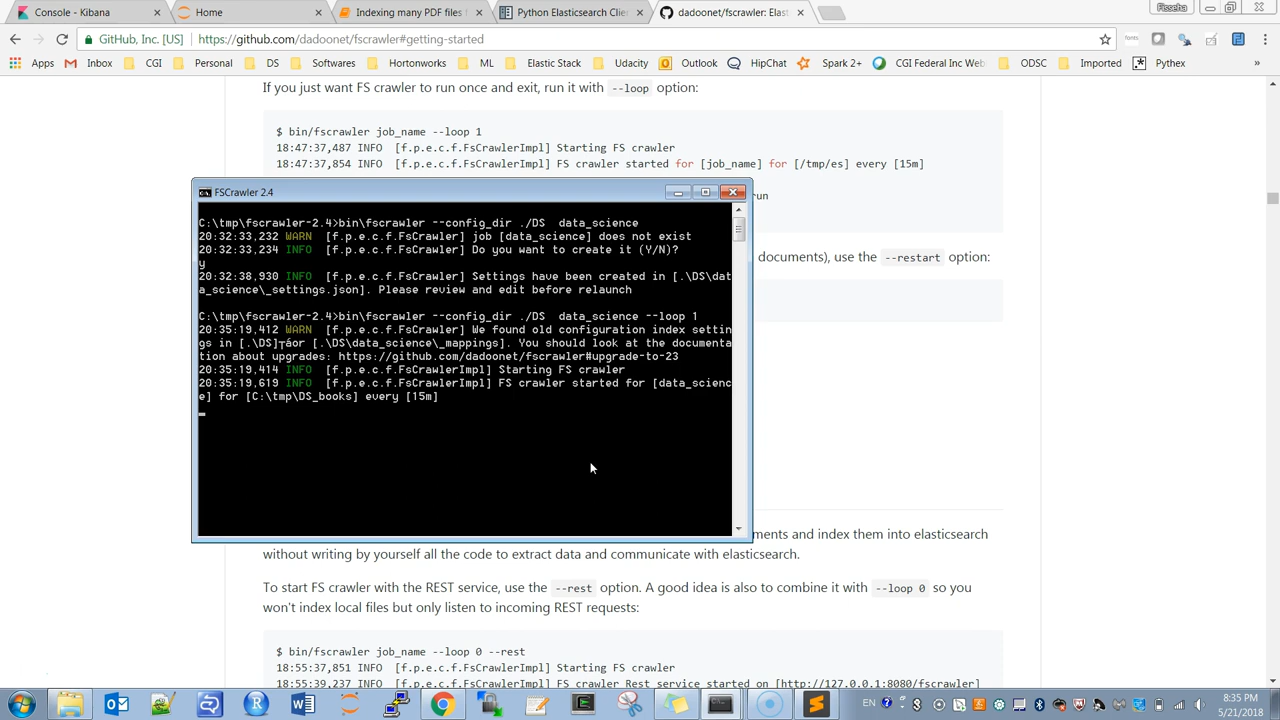 Console - Kibana
Home
Indexing many PDF files
Python Elasticsearch Clie
dadoonet/fscrawler: Elast
Fisseha
GitHub, Inc. [US]
https://github.com/dadoonet/fscrawler#getting-started
Apps
Inbox
CGI
Personal
DS
Softwares
Hortonworks
ML
Elastic Stack
Udacity
Outlook
HipChat
Spark 2+
CGI Federal Inc Web
ODSC
Imported
Pythex
»
If you just want FS crawler to run once and exit, run it with --loop option:
$ bin/fscrawler job_name --loop 1
18:47:37,487 INFO [f.p.e.c.f.FsCrawlerImpl] Starting FS crawler
18:47:37,854 INFO [f.p.e.c.f.FsCrawlerImpl] FS crawler started for [job_name] for [/tmp/es] every [15m]
run
documents), use the --restart option:
FSCrawler 2.4
C:\tmp\fscrawler-2.4>bin\fscrawler --config_dir ./DS data_science
20:32:33,232 WARN [f.p.e.c.f.FsCrawler] job [data_science] does not exist
20:32:33,234 INFO [f.p.e.c.f.FsCrawler] Do you want to create it (Y/N)?
y
20:32:38,930 INFO [f.p.e.c.f.FsCrawler] Settings have been created in [.\DS\dat
a_science\_settings.json]. Please review and edit before relaunch
C:\tmp\fscrawler-2.4>bin\fscrawler --config_dir ./DS data_science --loop 1
20:35:19,412 WARN [f.p.e.c.f.FsCrawler] We found old configuration index settin
gs in [.\DS] or [.\DS\data_science\_mappings]. You should look at the documenta
tion about upgrades: https://github.com/dadoonet/fscrawler#upgrade-to-23
20:35:19,414 INFO [f.p.e.c.f.FsCrawlerImpl] Starting FS crawler
20:35:19,619 INFO [f.p.e.c.f.FsCrawlerImpl] FS crawler started for [data_scienc
e] for [C:\tmp\DS_books] every [15m]
ments and index them into elasticsearch
without writing by yourself all the code to extract data and communicate with elasticsearch.
To start FS crawler with the REST service, use the --rest option. A good idea is also to combine it with --loop 0 so you
won't index local files but only listen to incoming REST requests:
$ bin/fscrawler job_name --loop 0 --rest
18:55:37,851 INFO [f.p.e.c.f.FsCrawlerImpl] Starting FS crawler
18:55:39,237 INFO [f.p.e.c.f.FsCrawlerImpl] FS crawler Rest service started on [http://127.0.0.1:8080/fscrawler]
EN
8:35 PM
5/21/2018